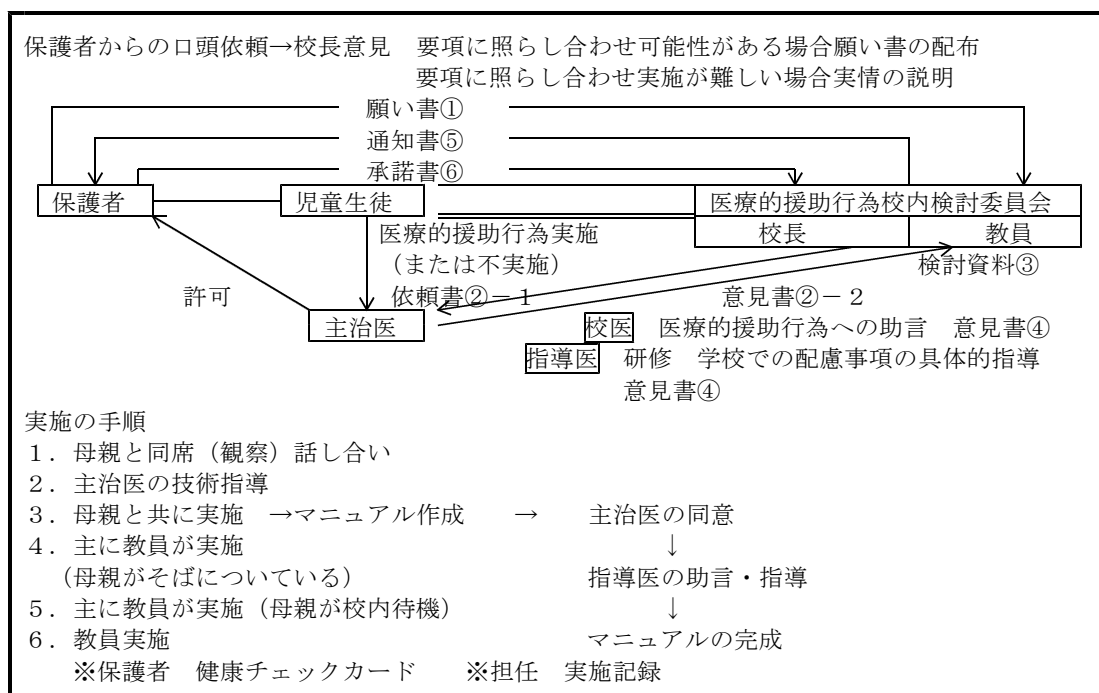 保護者からの口頭依頼→校長意見　要項に照らし合わせ可能性がある場合願い書の配布
要項に照らし合わせ実施が難しい場合実情の説明
願い書①
通知書⑤
承諾書⑥
保護者　児童生徒　医療的援助行為校内検討委員会
医療的援助行為実施　校長　教員
（または不実施）　検討資料③
許可　依頼書②－１　意見書②－２
主治医　校医　医療的援助行為への助言　意見書④
指導医　研修　学校での配慮事項の具体的指導
意見書④
実施の手順
１．母親と同席（観察）話し合い
２．主治医の技術指導
３．母親と共に実施　→マニュアル作成　→　主治医の同意
４．主に教員が実施　↓
（母親がそばについている）　指導医の助言・指導
５．主に教員が実施（母親が校内待機）　↓
６．教員実施　マニュアルの完成
※保護者　健康チェックカード　※担任　実施記録